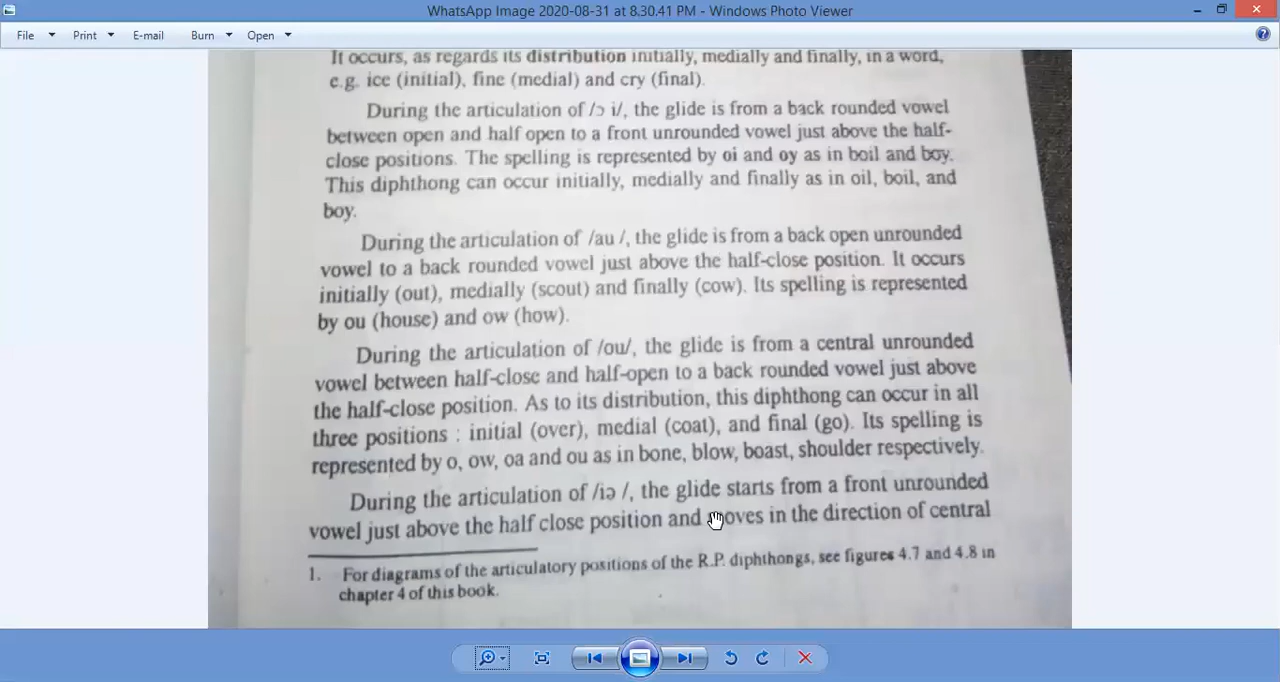 WhatsApp Image 2020-08-31 at 8.30.41 PM - Windows Photo Viewer
File Print E-mail Burn Open
It occurs, as regards its distribution initially, medially and finally, in a word,
e.g. ice (initial), fine (medial) and cry (final).
During the articulation of /ɔ i/, the glide is from a back rounded vowel
between open and half open to a front unrounded vowel just above the half-
close positions. The spelling is represented by oi and oy as in boil and boy.
This diphthong can occur initially, medially and finally as in oil, boil, and
boy.
During the articulation of /au /, the glide is from a back open unrounded
vowel to a back rounded vowel just above the half-close position. It occurs
initially (out), medially (scout) and finally (cow). Its spelling is represented
by ou (house) and ow (how).
During the articulation of /ou/, the glide is from a central unrounded
vowel between half-close and half-open to a back rounded vowel just above
the half-close position. As to its distribution, this diphthong can occur in all
three positions : initial (over), medial (coat), and final (go). Its spelling is
represented by o, ow, oa and ou as in bone, blow, boast, shoulder respectively.
During the articulation of /iə /, the glide starts from a front unrounded
vowel just above the half close position and moves in the direction of central
1. For diagrams of the articulatory positions of the R.P. diphthongs, see figures 4.7 and 4.8 in
chapter 4 of this book.